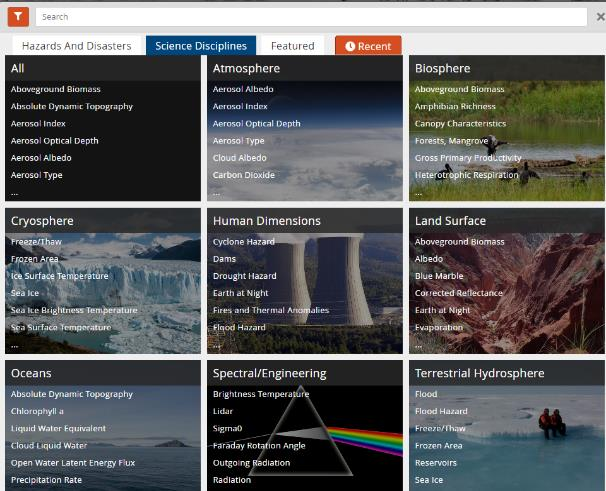 Search
Hazards And Disasters
Science Disciplines
Featured
Recent
All
Aboveground Biomass
Absolute Dynamic Topography
Aerosol Index
Aerosol Optical Depth
Aerosol Albedo
Aerosol Type
...
Atmosphere
Aerosol Albedo
Aerosol Index
Aerosol Optical Depth
Aerosol Type
Cloud Albedo
Carbon Dioxide
...
Biosphere
Aboveground Biomass
Amphibian Richness
Canopy Characteristics
Forests, Mangrove
Gross Primary Productivity
Heterotrophic Respiration
...
Cryosphere
Freeze/Thaw
Frozen Area
Ice Surface Temperature
Sea Ice
Sea Ice Brightness Temperature
Sea Surface Temperature
...
Human Dimensions
Cyclone Hazard
Dams
Drought Hazard
Earth at Night
Fires and Thermal Anomalies
Flood Hazard
...
Land Surface
Aboveground Biomass
Albedo
Blue Marble
Corrected Reflectance
Earth at Night
Evaporation
...
Oceans
Absolute Dynamic Topography
Chlorophyll a
Liquid Water Equivalent
Cloud Liquid Water
Open Water Latent Energy Flux
Precipitation Rate
Spectral/Engineering
Brightness Temperature
Lidar
Sigma0
Faraday Rotation Angle
Outgoing Radiation
Radiation
Terrestrial Hydrosphere
Flood
Flood Hazard
Freeze/Thaw
Frozen Area
Reservoirs
Sea Ice